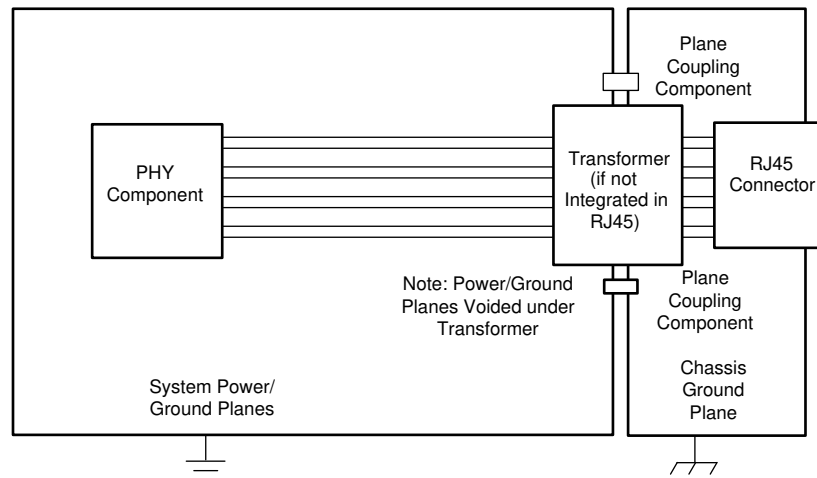 Plane
Coupling
Component
PHY
Component
Transformer
(if not
Integrated in
RJ45)
RJ45
Connector
Note: Power/Ground
Planes Voided under
Transformer
Plane
Coupling
Component
System Power/
Ground Planes
Chassis
Ground
Plane